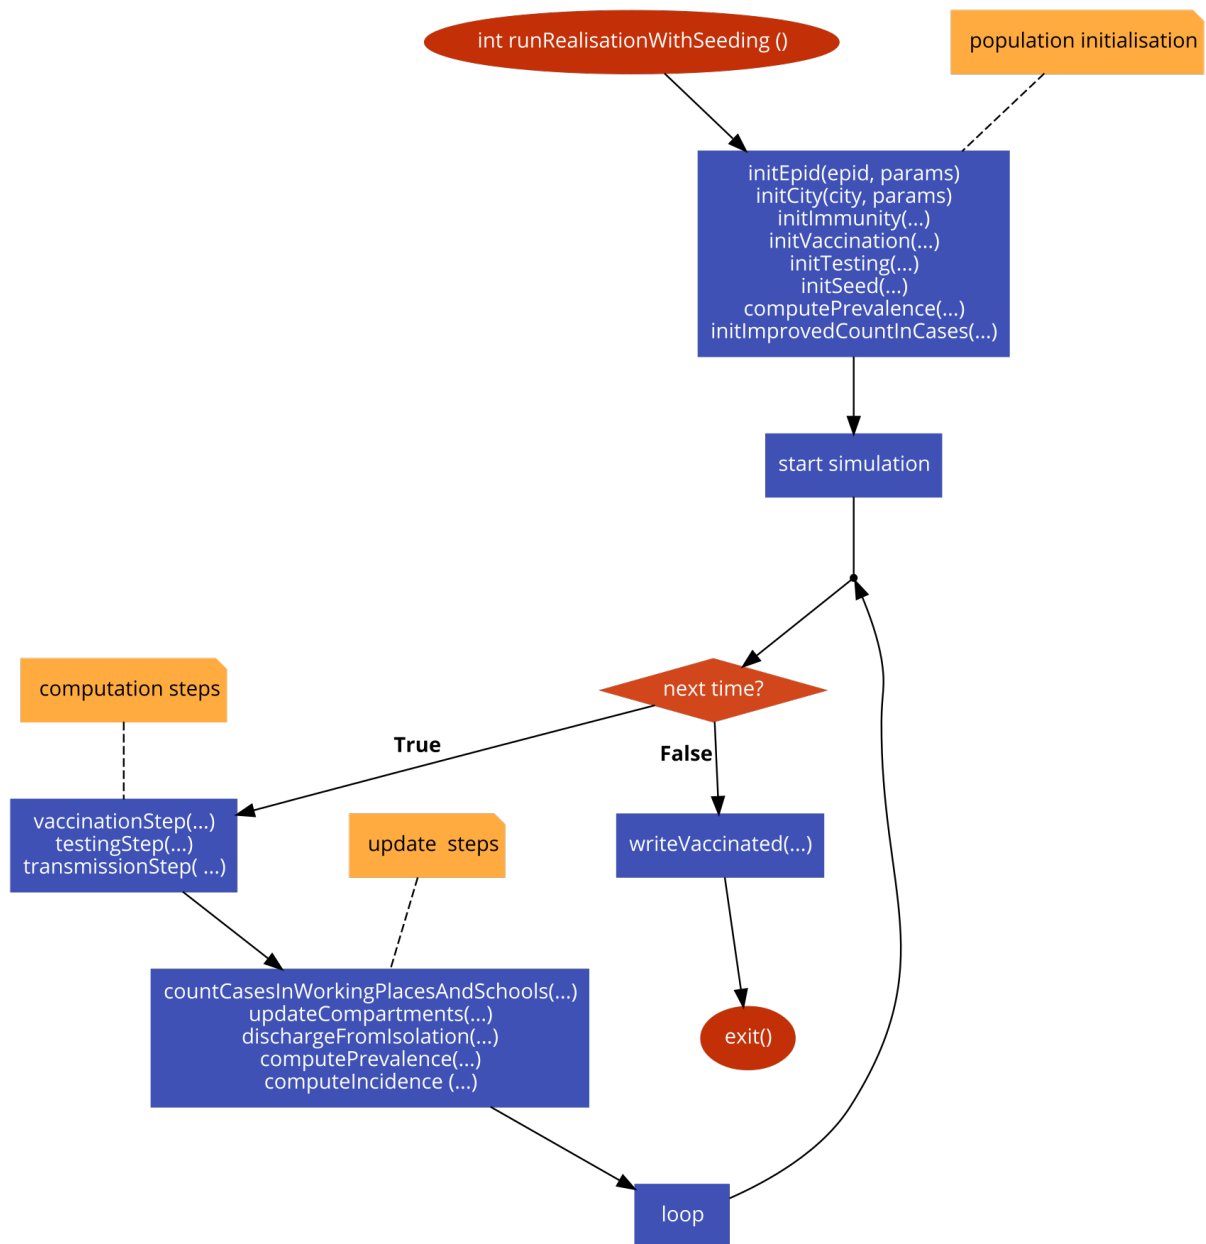 int runRealisationWithSeeding ()
population initialisation
initEpid(epid, params)
initCity(city, params)
initImmunity(...)
initVaccination(...)
initTesting(...)
initSeed(...)
computePrevalence(...)
initImprovedCountInCases(...)
start simulation
next time?
computation steps
True
False
vaccinationStep(...)
testingStep(...)
transmissionStep( ...)
update  steps
writeVaccinated(...)
countCasesInWorkingPlacesAndSchools(...)
updateCompartments(...)
dischargeFromIsolation(...)
computePrevalence(...)
computeIncidence (...)
exit()
loop